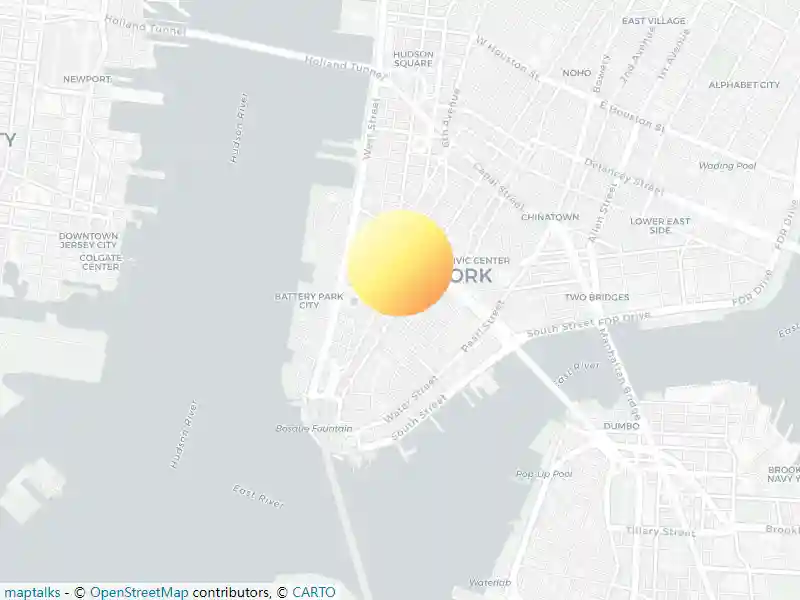 Holland Tunnel
EAST VILLAGE
W Houston St.
HUDSON
SQUARE
2nd Avenue
1st Avenue
Holland Tunnel
NOHO
Bowery
NEWPORT
ALPHABET CITY
Hudson River
West Street
6th Avenue
E Houston St
TY
Canal Street
Delancey Street
Wading Pool
Allen Street
CHINATOWN
LOWER EAST
SIDE
FDR Drive
DOWNTOWN
JERSEY CITY
COLGATE
CENTER
IVIC CENTER
ORK
BATTERY PARK
CITY
TWO BRIDGES
FDR Drive
Pearl Street
South Street
FDR Drive
East
East River
Manhattan Bridge
Water Street
South Street
Hudson River
Bosque Fountain
DUMBO
Pop-Up Pool
BROOK
NAVY Y
East River
Tillary Street
Brookl
Waterlab
maptalks - © OpenStreetMap contributors, © CARTO